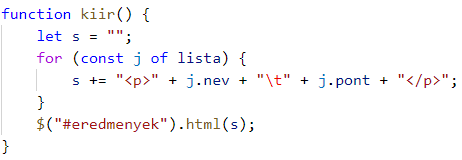 function kiir() {
    let s = "";
    for (const j of lista) {
        s += "<p>" + j.nev + "\t" + j.pont + "</p>";
    }
    $("#eredmenyek").html(s);
}